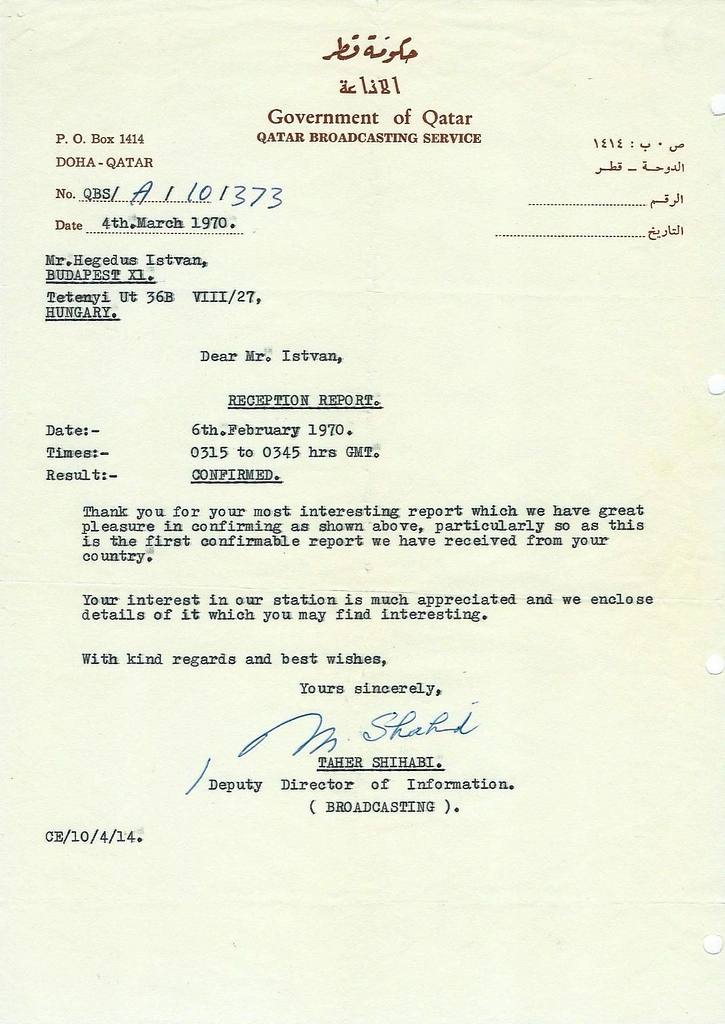 حكومة قطر
الاذاعة
Government of Qatar
QATAR BROADCASTING SERVICE
P. O. Box 1414
DOHA - QATAR
No. QBS/ A / 10 / 373
Date 4th.March 1970.
ص ٠ ب : ١٤١٤
الدوحة ــ قطر
الرقم
التاريخ
Mr.Hegedus Istvan,
BUDAPEST X1.
Tetenyi Ut 36B VIII/27,
HUNGARY.
Dear Mr. Istvan,
RECEPTION REPORT.
Date:- 6th.February 1970.
Times:- 0315 to 0345 hrs GMT.
Result:- CONFIRMED.
Thank you for your most interesting report which we have great
pleasure in confirming as shown above, particularly so as this
is the first confirmable report we have received from your
country.
Your interest in our station is much appreciated and we enclose
details of it which you may find interesting.
With kind regards and best wishes,
Yours sincerely,
M. Shahid
TAHER SHIHABI.
Deputy Director of Information.
( BROADCASTING ).
CE/10/4/14.